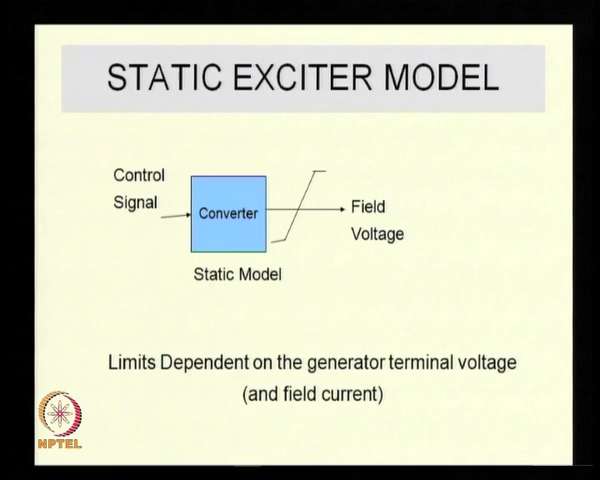 STATIC EXCITER MODEL
Control
Signal
Converter
Field
Voltage
Static Model
Limits Dependent on the generator terminal voltage
(and field current)
NPTEL